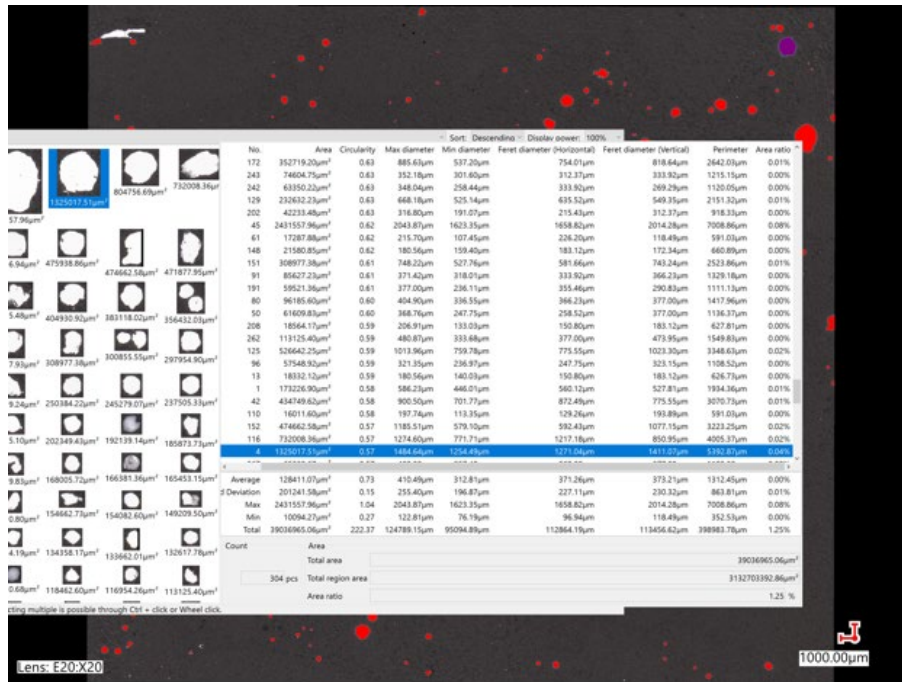 Sort: Descending Display power: 100%
No. Area Circularity Max diameter Min diameter Feret diameter (Horizontal) Feret diameter (Vertical) Perimeter Area ratio
172 352719.20µm² 0.63 885.63µm 537.20µm 754.01µm 818.64µm 2642.03µm 0.01%
243 74604.75µm² 0.63 352.18µm 301.60µm 312.37µm 333.92µm 1215.15µm 0.00%
242 63350.22µm² 0.63 348.04µm 258.44µm 333.92µm 269.29µm 1120.05µm 0.00%
129 232632.23µm² 0.63 668.18µm 525.14µm 635.52µm 549.35µm 2151.32µm 0.01%
202 42233.48µm² 0.63 316.80µm 191.07µm 215.43µm 312.37µm 918.33µm 0.00%
45 2431557.96µm² 0.62 2043.87µm 1623.35µm 1658.82µm 2014.28µm 7008.86µm 0.08%
61 17287.88µm² 0.62 215.70µm 107.45µm 226.20µm 118.49µm 591.03µm 0.00%
148 21580.85µm² 0.62 180.56µm 159.40µm 183.12µm 172.34µm 660.89µm 0.00%
151 308977.38µm² 0.61 748.22µm 527.76µm 581.66µm 743.24µm 2523.86µm 0.01%
91 85627.23µm² 0.61 371.42µm 318.01µm 333.92µm 366.23µm 1329.18µm 0.00%
191 59521.36µm² 0.61 377.00µm 236.11µm 355.46µm 290.83µm 1111.13µm 0.00%
80 96185.60µm² 0.60 404.90µm 336.55µm 366.23µm 377.00µm 1417.96µm 0.00%
50 61609.83µm² 0.60 368.76µm 247.75µm 258.52µm 377.00µm 1136.37µm 0.00%
208 18564.17µm² 0.59 206.91µm 133.03µm 150.80µm 183.12µm 627.81µm 0.00%
262 113125.40µm² 0.59 480.87µm 333.68µm 377.00µm 473.95µm 1549.83µm 0.00%
125 526642.25µm² 0.59 1013.96µm 759.78µm 775.55µm 1023.30µm 3348.63µm 0.02%
96 57548.92µm² 0.59 321.35µm 236.97µm 247.75µm 323.15µm 1108.52µm 0.00%
13 18332.12µm² 0.59 180.56µm 140.03µm 150.80µm 183.12µm 626.73µm 0.00%
1 173226.90µm² 0.58 586.23µm 446.01µm 560.12µm 527.81µm 1934.36µm 0.01%
42 434749.62µm² 0.58 900.50µm 701.77µm 872.49µm 775.55µm 3070.73µm 0.01%
110 16011.60µm² 0.58 197.74µm 113.35µm 129.26µm 193.89µm 591.03µm 0.00%
152 474662.58µm² 0.57 1185.51µm 579.10µm 592.43µm 1077.15µm 3223.25µm 0.02%
116 732008.36µm² 0.57 1274.60µm 771.71µm 1217.18µm 850.95µm 4005.37µm 0.02%
4 1325017.51µm² 0.57 1484.64µm 1254.49µm 1271.04µm 1411.07µm 5392.87µm 0.04%
Average 128411.07µm² 0.73 410.49µm 312.81µm 371.26µm 373.21µm 1312.45µm 0.00%
d Deviation 201241.58µm² 0.15 255.40µm 196.87µm 227.11µm 230.32µm 863.81µm 0.01%
Max 2431557.96µm² 1.04 2043.87µm 1623.35µm 1658.82µm 2014.28µm 7008.86µm 0.08%
Min 10094.27µm² 0.27 122.81µm 76.19µm 96.94µm 118.49µm 352.53µm 0.00%
Total 39036965.06µm² 222.37 124789.15µm 95094.89µm 112864.19µm 113456.62µm 398983.78µm 1.25%
Count Area
Total area 39036965.06µm²
304 pcs Total region area 3132703392.86µm²
Area ratio 1.25 %
57.96µm² 1325017.51µm² 804756.69µm² 732008.36µm
6.94µm² 475938.86µm² 474662.58µm² 471877.95µm²
5.48µm² 404930.92µm² 383118.02µm² 356432.03µm²
7.93µm² 308977.38µm² 300855.55µm² 297954.90µm²
9.24µm² 250384.22µm² 245279.07µm² 237505.33µm²
5.10µm² 202349.43µm² 192139.14µm² 185873.73µm²
9.83µm² 168005.72µm² 166381.36µm² 165453.15µm²
0.80µm² 154662.73µm² 154082.60µm² 149209.50µm²
4.19µm² 134358.17µm² 133662.01µm² 132617.78µm²
0.68µm² 118462.60µm² 116954.26µm² 113125.40µm²
cting multiple is possible through Ctrl + click or Wheel click.
Lens: E20:X20
1000.00µm